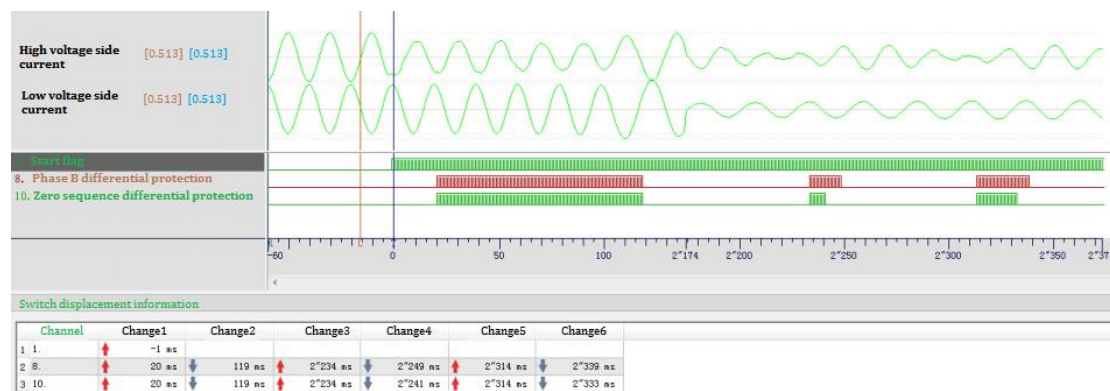 High voltage side
current
[0.513] [0.513]
Low voltage side
current
[0.513] [0.513]
Start flag
8. Phase B differential protection
10. Zero sequence differential protection
-60 0 50 100 2"174 2"200 2"250 2"300 2"350 2"37
Switch displacement information
Channel Change1 Change2 Change3 Change4 Change5 Change6
1 1. -1 ms
2 8. 20 ms 119 ms 2"234 ms 2"249 ms 2"314 ms 2"339 ms
3 10. 20 ms 119 ms 2"234 ms 2"241 ms 2"314 ms 2"333 ms